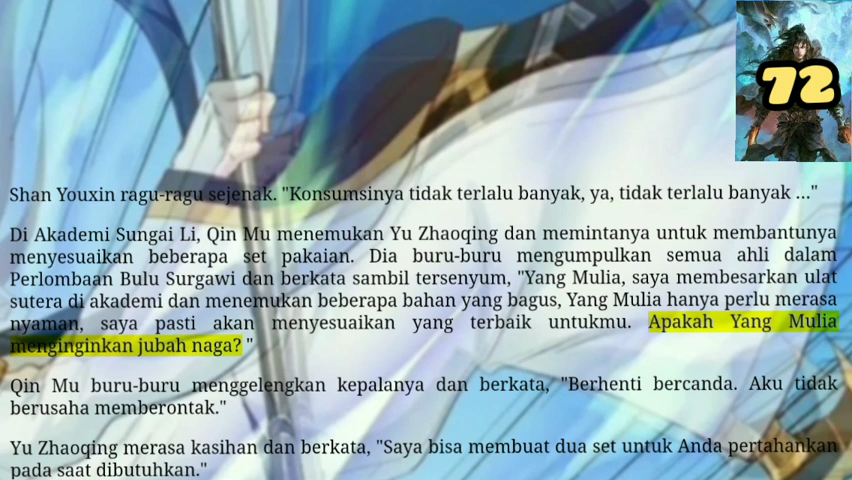 72
Shan Youxin ragu-ragu sejenak. "Konsumsinya tidak terlalu banyak, ya, tidak terlalu banyak ..."
Di Akademi Sungai Li, Qin Mu menemukan Yu Zhaoqing dan memintanya untuk membantunya
menyesuaikan beberapa set pakaian. Dia buru-buru mengumpulkan semua ahli dalam
Perlombaan Bulu Surgawi dan berkata sambil tersenyum, "Yang Mulia, saya membesarkan ulat
sutera di akademi dan menemukan beberapa bahan yang bagus, Yang Mulia hanya perlu merasa
nyaman, saya pasti akan menyesuaikan yang terbaik untukmu. Apakah Yang Mulia
menginginkan jubah naga? "
Qin Mu buru-buru menggelengkan kepalanya dan berkata, "Berhenti bercanda. Aku tidak
berusaha memberontak."
Yu Zhaoqing merasa kasihan dan berkata, "Saya bisa membuat dua set untuk Anda pertahankan
pada saat dibutuhkan."